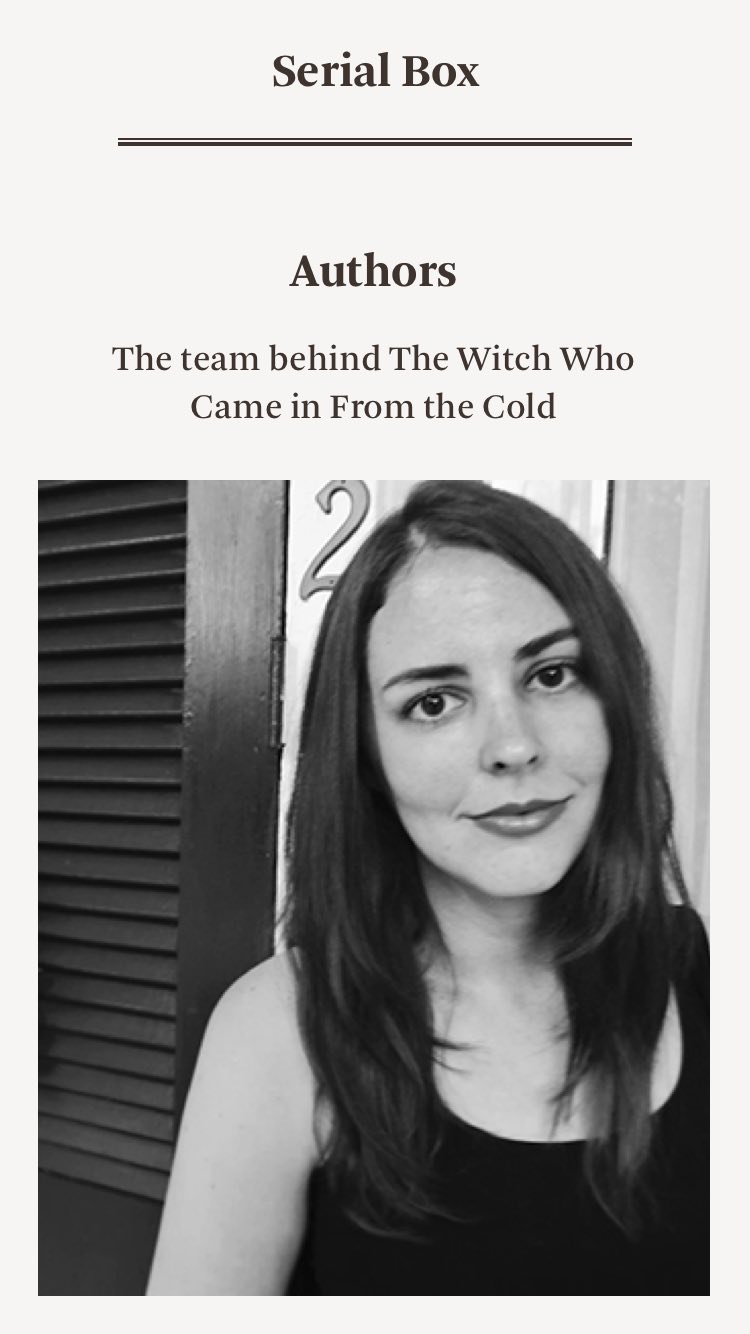 Serial Box
Authors
The team behind The Witch Who
Came in From the Cold
2